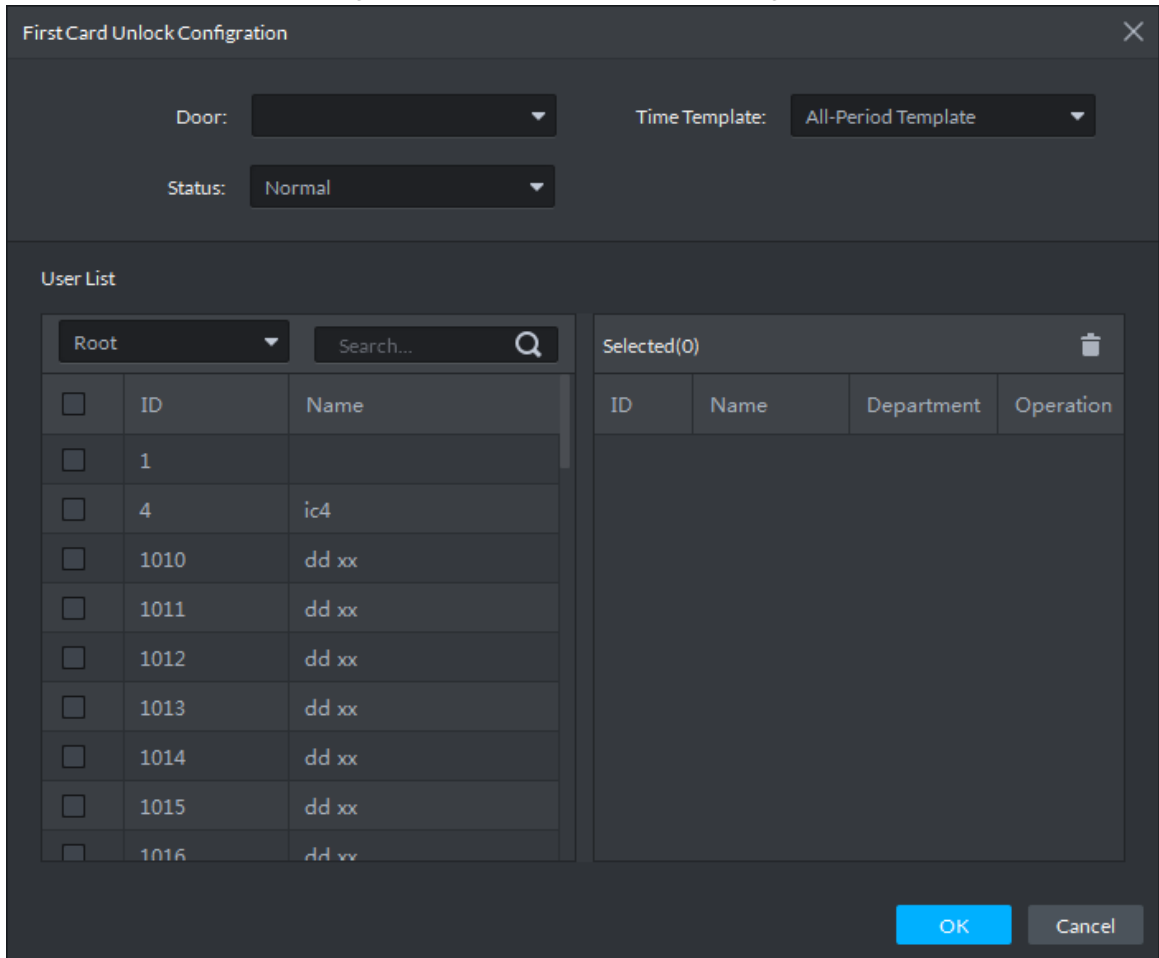 First Card Unlock Configration
Door: Time Template: All-Period Template
Status: Normal
User List
Root Search... Selected(0)
ID Name ID Name Department Operation
1
4 ic4
1010 dd xx
1011 dd xx
1012 dd xx
1013 dd xx
1014 dd xx
1015 dd xx
1016 dd xx
OK Cancel